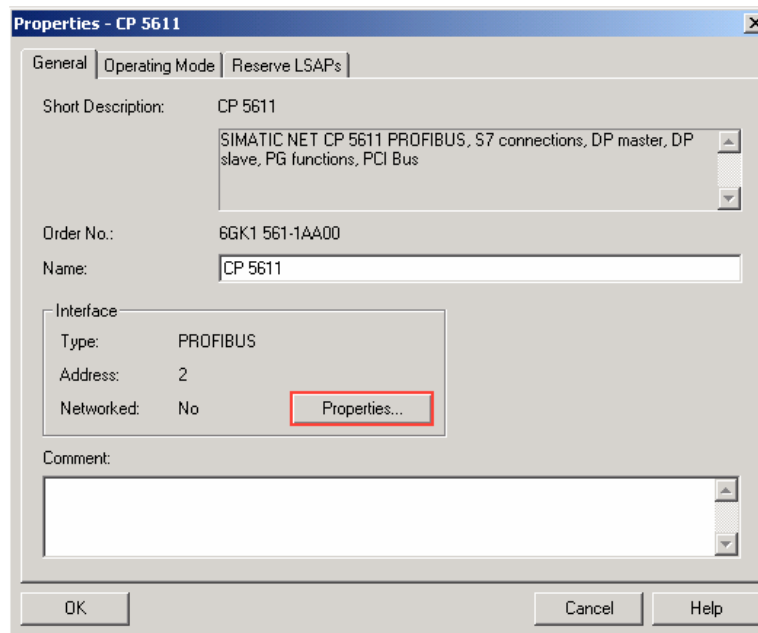 Properties - CP 5611
General
Operating Mode
Reserve LSAPs
Short Description:
CP 5611
SIMATIC NET CP 5611 PROFIBUS, S7 connections, DP master, DP
slave, PG functions, PCI Bus
Order No.:
6GK1 561-1AA00
Name:
CP 5611
Interface
Type:
PROFIBUS
Address:
2
Networked:
No
Properties...
Comment:
OK
Cancel
Help